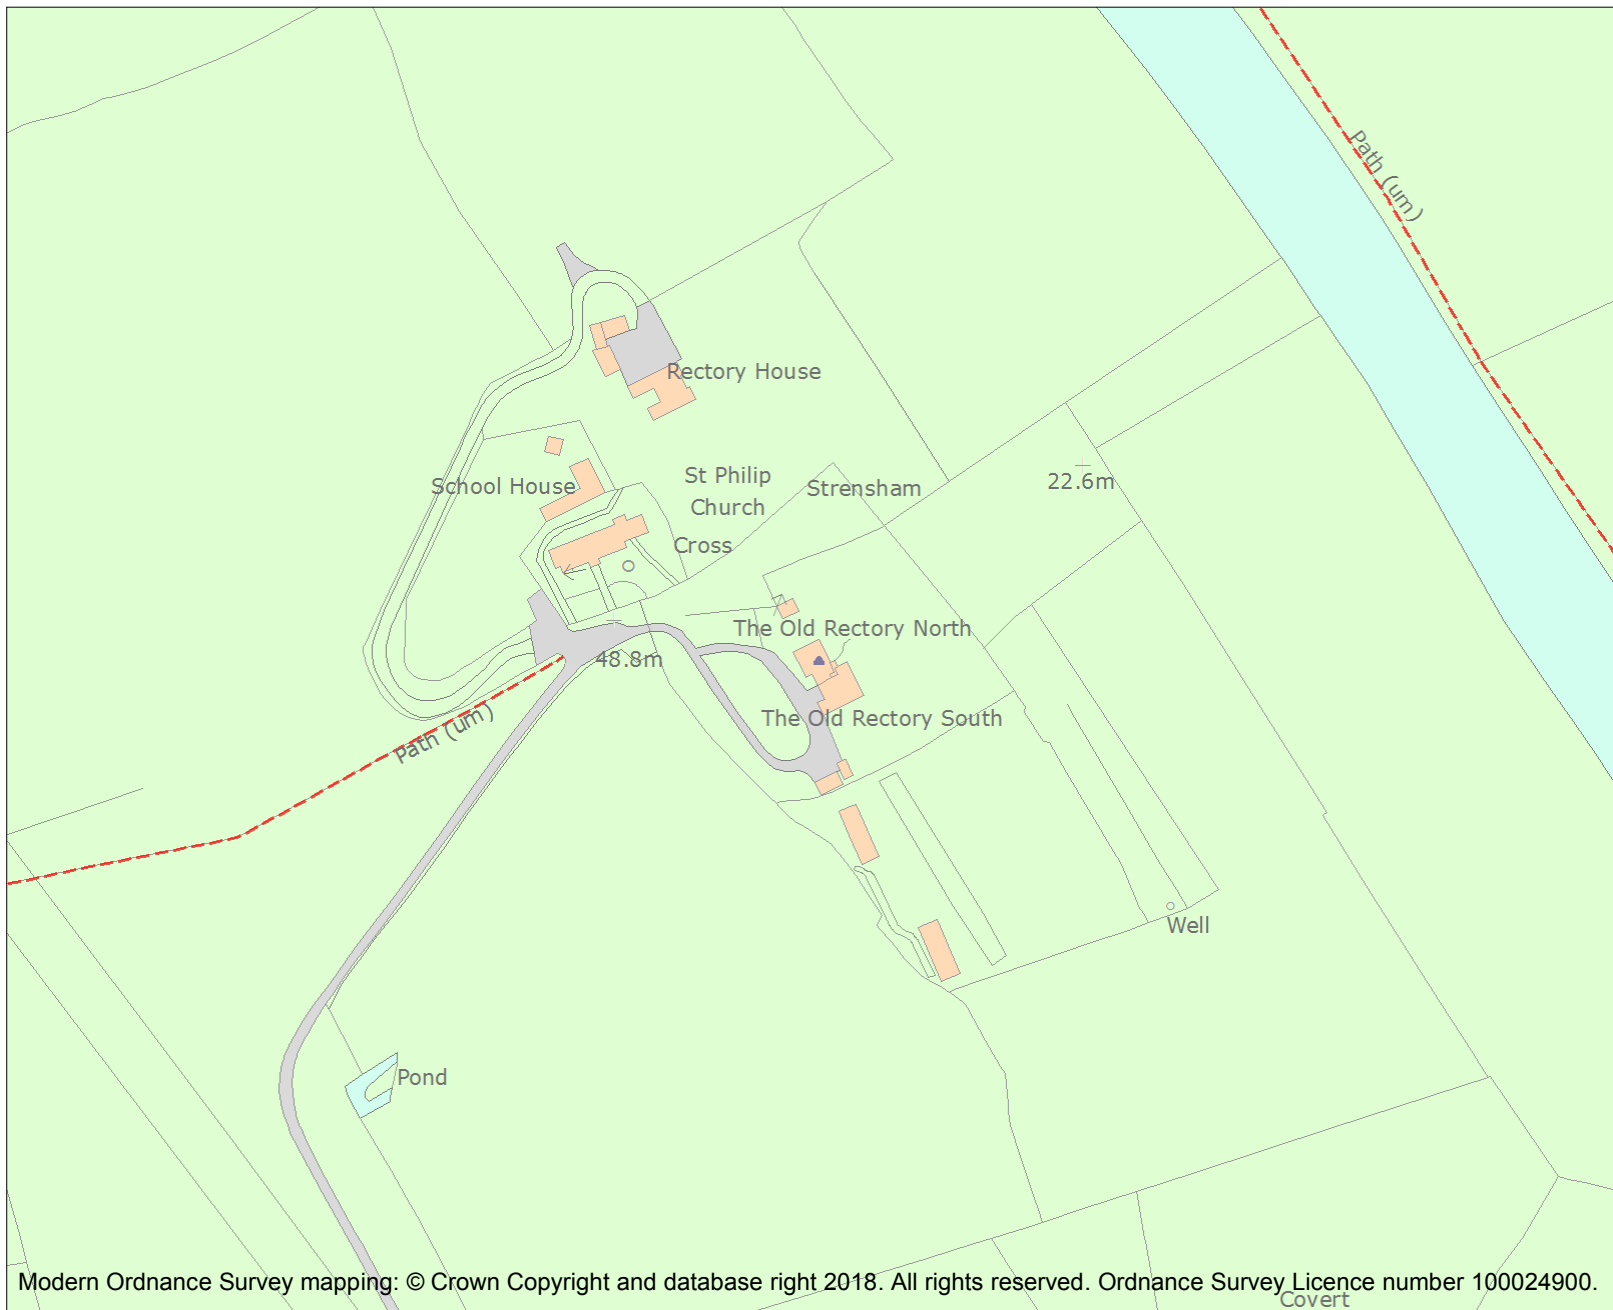 Path (um)
Rectory House
St Philip
Church
School House
Strensham
22.6m
Cross
The Old Rectory North
48.8m
Path (um)
The Old Rectory South
Well
Pond
Modern Ordnance Survey mapping: © Crown Copyright and database right 2018. All rights reserved. Ordnance Survey Licence number 100024900.
Covert